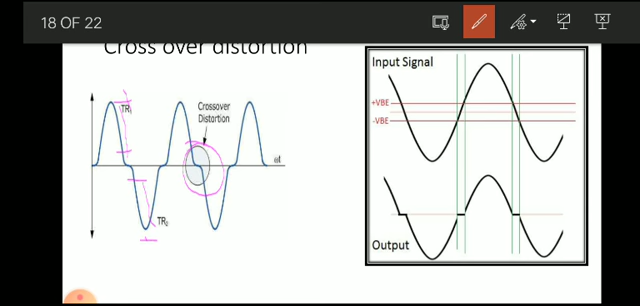 18 OF 22
Cross over distortion
TR1
Crossover
Distortion
ωt
TR2
Input Signal
+VBE
-VBE
Output